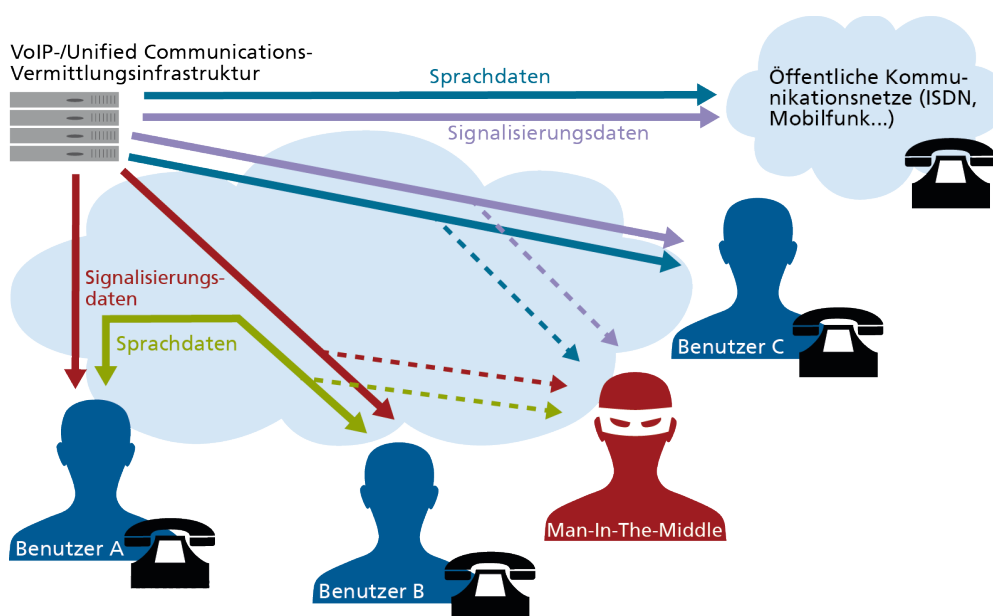 VoIP-/Unified Communications-
Vermittlungsinfrastruktur
Sprachdaten
Signalisierungsdaten
Öffentliche Kommu-
nikationsnetze (ISDN,
Mobilfunk...)
Signalisierungs-
daten
Sprachdaten
Benutzer C
Man-In-The-Middle
Benutzer A
Benutzer B